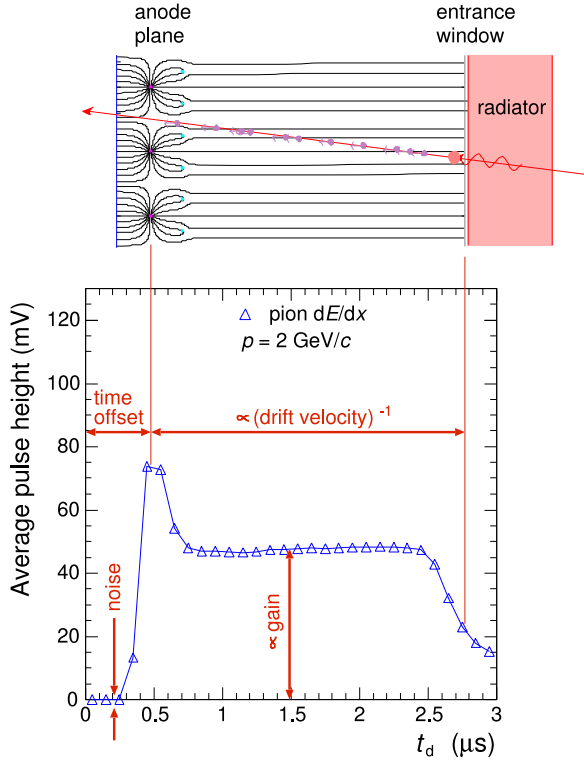 anode
plane
entrance
window
radiator
Average pulse height (mV)
120
100
80
60
40
20
0
△ pion dE/dx
p = 2 GeV/c
time
offset
∝ (drift velocity) -1
noise
∝ gain
0 0.5 1 1.5 2 2.5 3
t_d (μs)